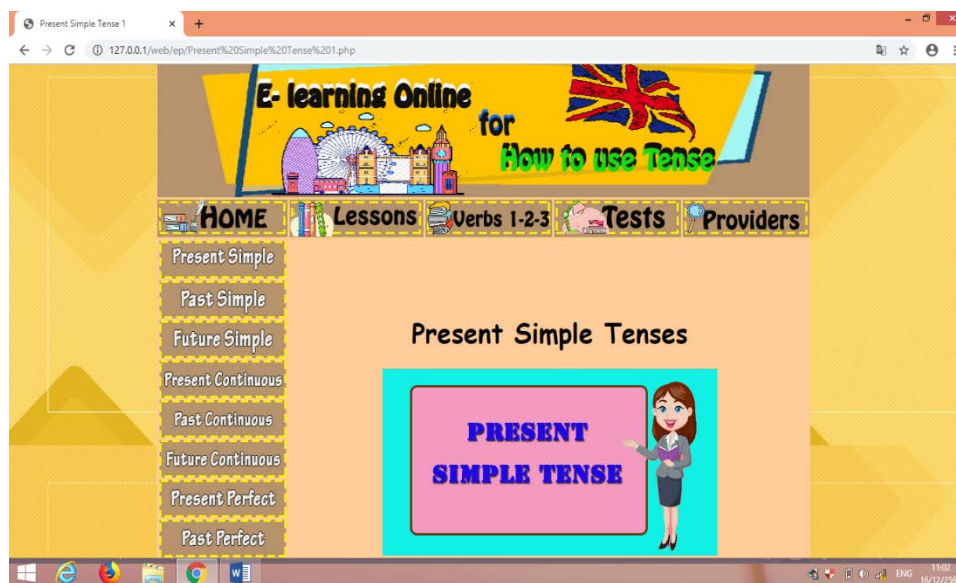 Present Simple Tense 1
127.0.0.1/web/ep/Present%20Simple%20Tense%201.php
E- learning Online
for
How to use Tense
HOME Lessons Verbs 1-2-3 Tests Providers
Present Simple
Past Simple
Future Simple
Present Continuous
Past Continuous
Future Continuous
Present Perfect
Past Perfect
Present Simple Tenses
PRESENT
SIMPLE TENSE
ENG
11:02